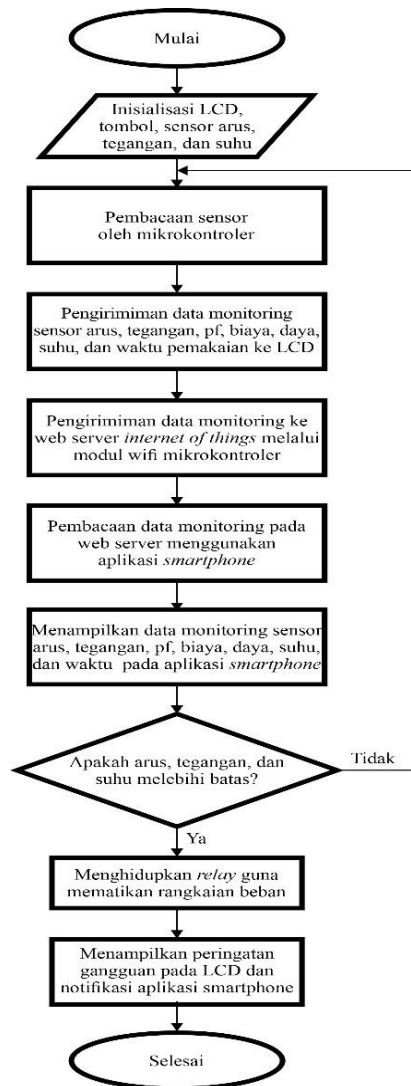 Mulai
Inisialisasi LCD,
tombol, sensor arus,
tegangan, dan suhu
Pembacaan sensor
oleh mikrokontroler
Pengirimiman data monitoring
sensor arus, tegangan, pf, biaya, daya,
suhu, dan waktu pemakaian ke LCD
Pengirimiman data monitoring ke
web server internet of things melalui
modul wifi mikrokontroler
Pembacaan data monitoring pada
web server menggunakan
aplikasi smartphone
Menampilkan data monitoring sensor
arus, tegangan, pf, biaya, daya, suhu,
dan waktu pada aplikasi smartphone
Apakah arus, tegangan, dan
suhu melebihi batas?
Tidak
Ya
Menghidupkan relay guna
mematikan rangkaian beban
Menampilkan peringatan
gangguan pada LCD dan
notifikasi aplikasi smartphone
Selesai